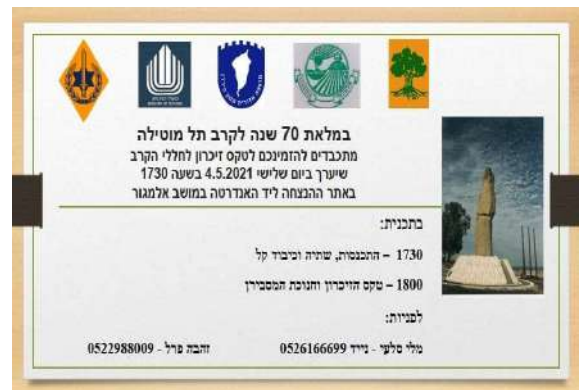 במלאת 70 שנה לקרב תל מוטילה
מתכבדים להזמינכם לטקס זיכרון לחללי הקרב
שיערך ביום שלישי 4.5.2021 בשעה 1730
באתר ההנצחה ליד האנדרטה במושב אלמגור
בתכנית:
1730 – התכנסות, שתיה וכיבוד קל
1800 – טקס הזיכרון וחנוכת המסבירן
לפניות:
מלי סלעי - נייד 0526166699 זהבה פרל - 0522988009